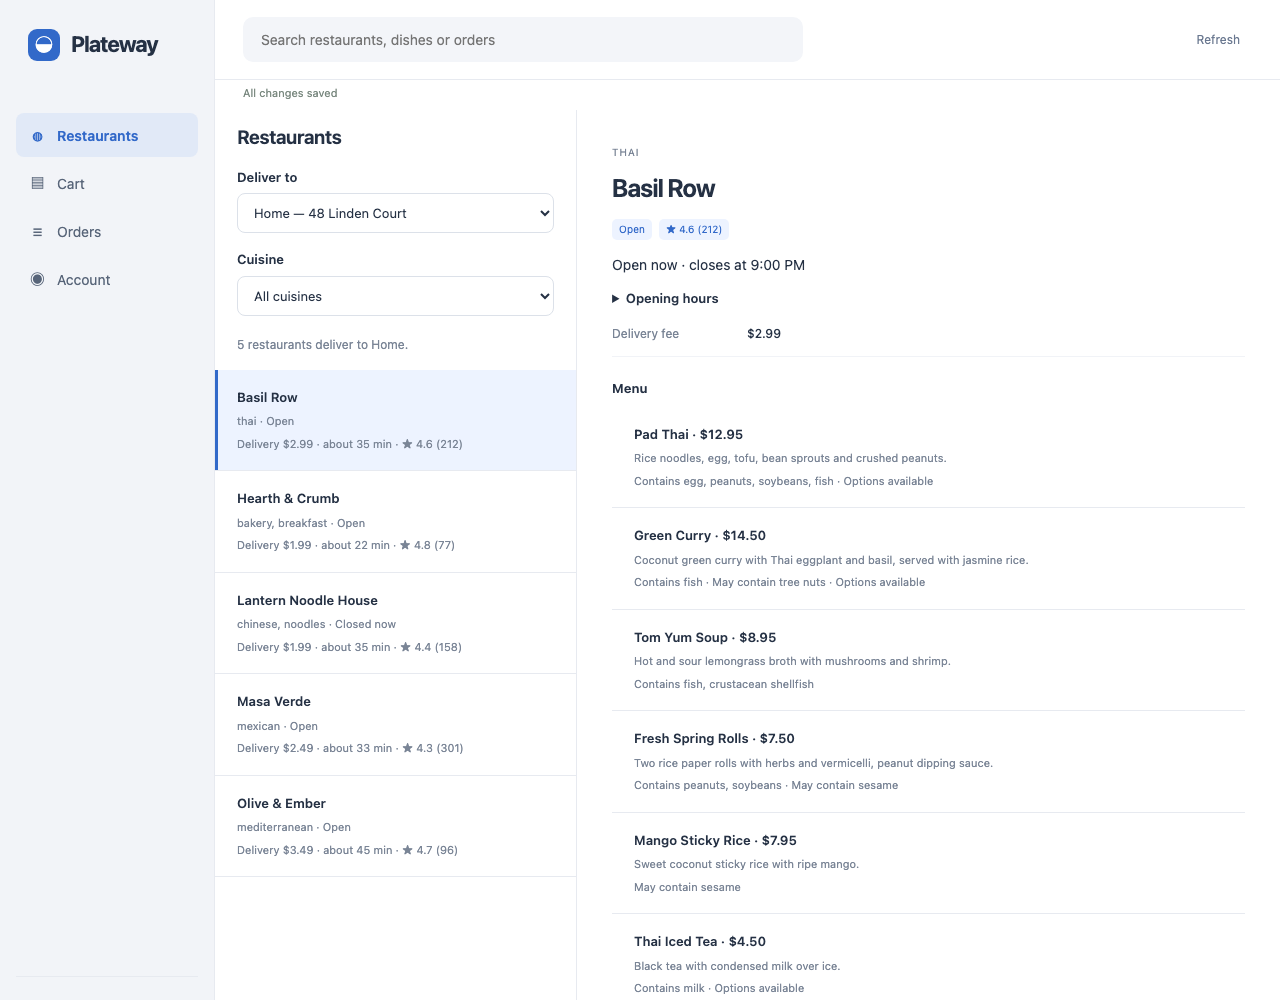 Plateway
Search restaurants, dishes or orders
Refresh
All changes saved
Restaurants
Cart
Orders
Account
Restaurants
Deliver to
Home — 48 Linden Court
Cuisine
All cuisines
5 restaurants deliver to Home.
Basil Row
thai · Open
Delivery $2.99 · about 35 min · ★ 4.6 (212)
Hearth & Crumb
bakery, breakfast · Open
Delivery $1.99 · about 22 min · ★ 4.8 (77)
Lantern Noodle House
chinese, noodles · Closed now
Delivery $1.99 · about 35 min · ★ 4.4 (158)
Masa Verde
mexican · Open
Delivery $2.49 · about 33 min · ★ 4.3 (301)
Olive & Ember
mediterranean · Open
Delivery $3.49 · about 45 min · ★ 4.7 (96)
THAI
Basil Row
Open ★ 4.6 (212)
Open now · closes at 9:00 PM
Opening hours
Delivery fee $2.99
Menu
Pad Thai · $12.95
Rice noodles, egg, tofu, bean sprouts and crushed peanuts.
Contains egg, peanuts, soybeans, fish · Options available
Green Curry · $14.50
Coconut green curry with Thai eggplant and basil, served with jasmine rice.
Contains fish · May contain tree nuts · Options available
Tom Yum Soup · $8.95
Hot and sour lemongrass broth with mushrooms and shrimp.
Contains fish, crustacean shellfish
Fresh Spring Rolls · $7.50
Two rice paper rolls with herbs and vermicelli, peanut dipping sauce.
Contains peanuts, soybeans · May contain sesame
Mango Sticky Rice · $7.95
Sweet coconut sticky rice with ripe mango.
May contain sesame
Thai Iced Tea · $4.50
Black tea with condensed milk over ice.
Contains milk · Options available